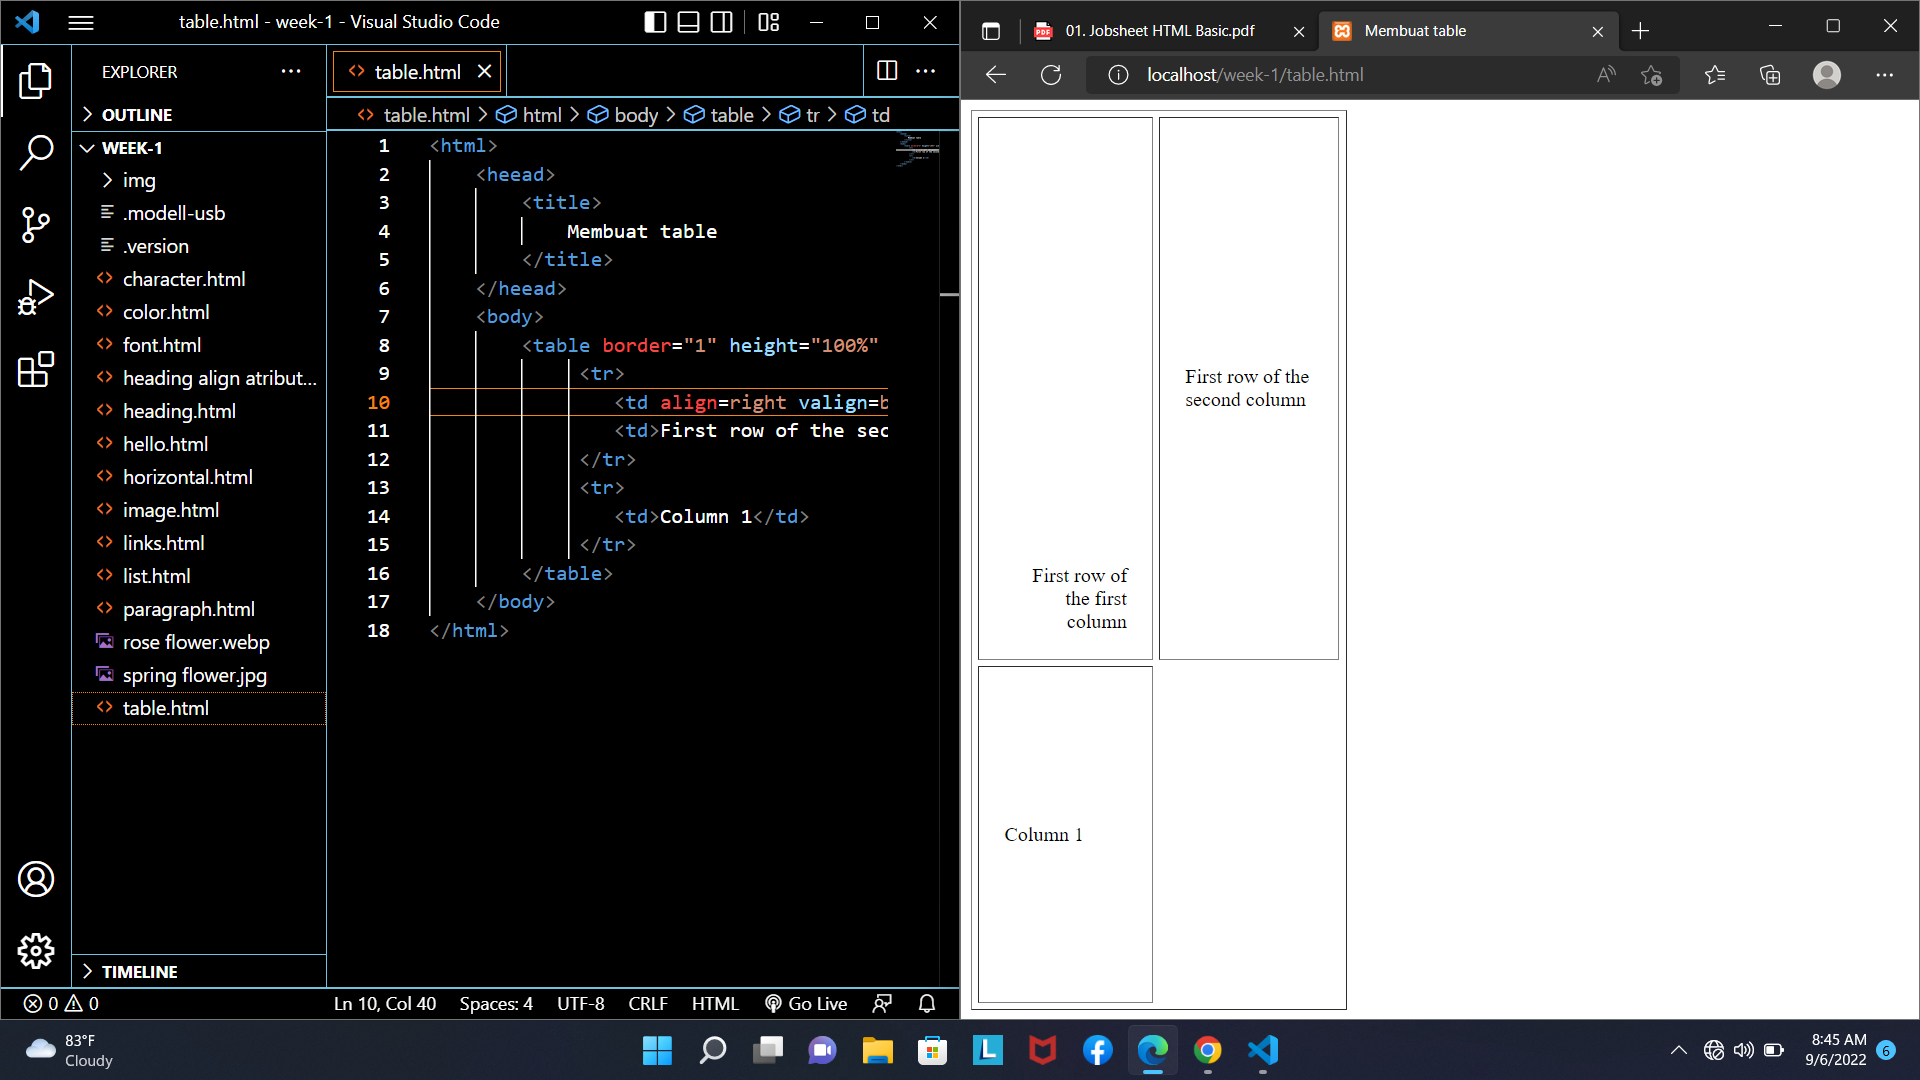 table.html - week-1 - Visual Studio Code
EXPLORER
OUTLINE
WEEK-1
img
.modell-usb
.version
character.html
color.html
font.html
heading align atribut...
heading.html
hello.html
horizontal.html
image.html
links.html
list.html
paragraph.html
rose flower.webp
spring flower.jpg
table.html
TIMELINE
table.html
table.html > html > body > table > tr > td
1 <html>
2 <heead>
3 <title>
4 Membuat table
5 </title>
6 </heead>
7 <body>
8 <table border="1" height="100%"
9 <tr>
10 <td align=right valign=b
11 <td>First row of the sec
12 </tr>
13 <tr>
14 <td>Column 1</td>
15 </tr>
16 </table>
17 </body>
18 </html>
0 0
Ln 10, Col 40 Spaces: 4 UTF-8 CRLF HTML Go Live
01. Jobsheet HTML Basic.pdf
Membuat table
localhost/week-1/table.html
First row of the
second column
First row of
the first
column
Column 1
83°F
Cloudy
8:45 AM
9/6/2022
6